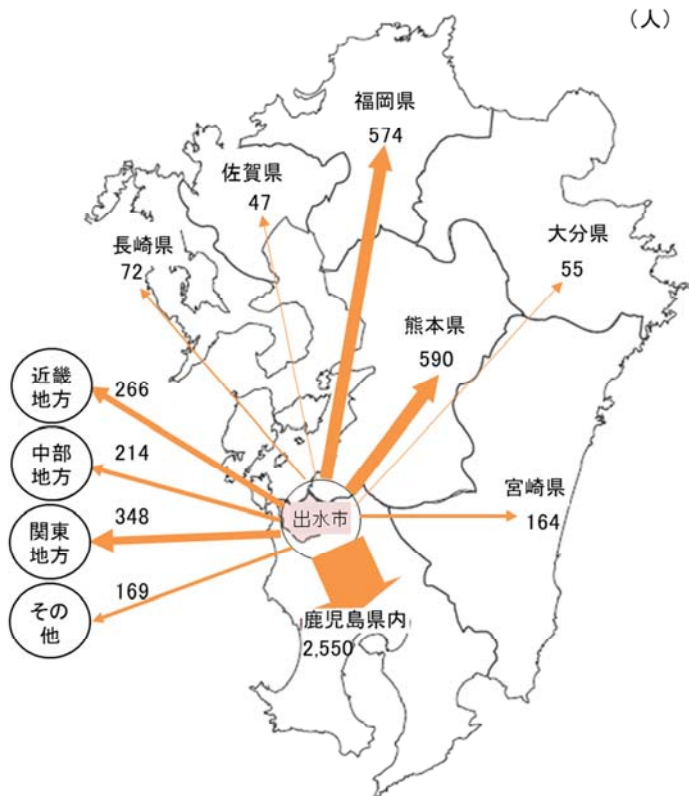 （人）
福岡県
574
佐賀県
47
大分県
55
長崎県
72
熊本県
590
近畿
地方
266
中部
地方
214
宮崎県
164
出水市
関東
地方
348
その
他
169
鹿児島県内
2,550